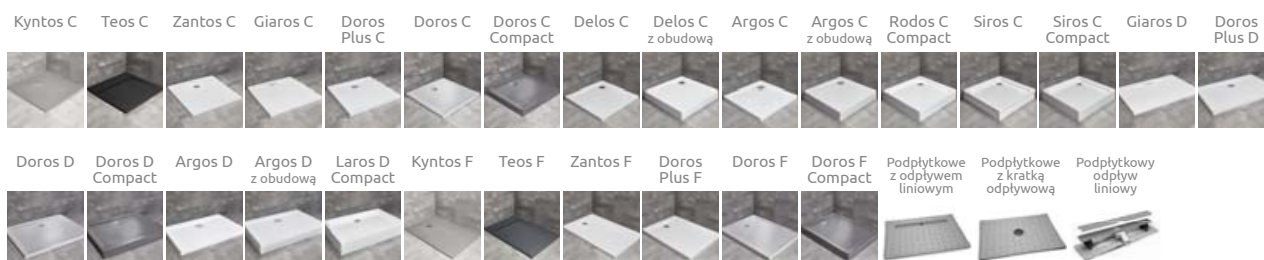 Kyntos C
Teos C
Zantos C
Giaros C
Doros
Plus C
Doros C
Doros C
Compact
Delos C
Delos C
z obudową
Argos C
Argos C
z obudową
Rodos C
Compact
Siros C
Siros C
Compact
Giaros D
Doros
Plus D
Doros D
Doros D
Compact
Argos D
Argos D
z obudową
Laros D
Compact
Kyntos F
Teos F
Zantos F
Doros
Plus F
Doros F
Doros F
Compact
Podpłytkowe
z odpływem
liniowym
Podpłytkowe
z kratką
odpływową
Podpłytkowy
odpływ
liniowy